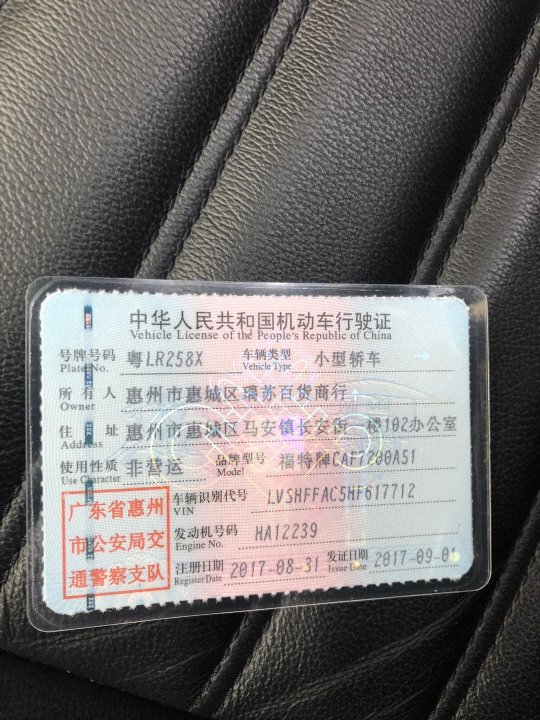 中华人民共和国机动车行驶证
Vehicle License of the People's Republic of China
号牌号码 粤LR258X 车辆类型 小型轿车
Plate No. Vehicle Type
所有人 惠州市惠城区瑞苏百货商行
Owner
住址 惠州市惠城区马安镇长安街一楼102办公室
Address
使用性质 非营运 品牌型号 福特牌CAF7200A51
Use Character Model
广东省惠州
市公安局交
通警察支队
车辆识别代号 LVSHFFAC5HF617712
VIN
发动机号码 HA12239
Engine No.
注册日期 2017-08-31 发证日期 2017-09-01
Register Date Issue Date